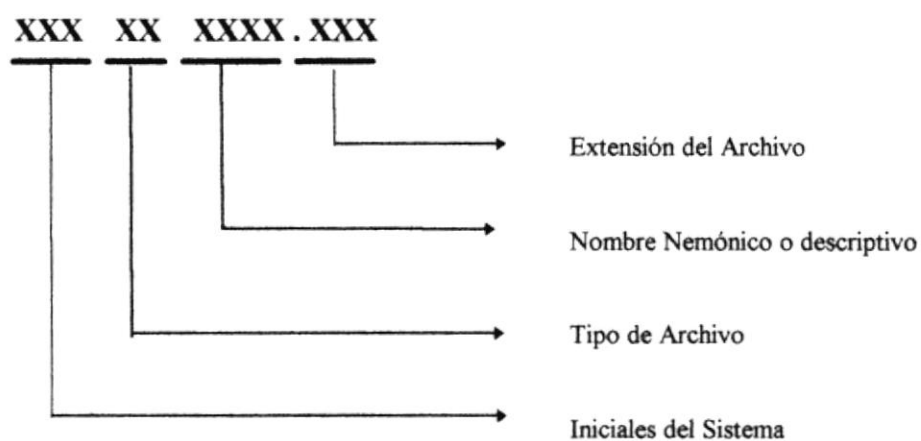 XXX XX XXXX . XXX
Extensión del Archivo
Nombre Nemónico o descriptivo
Tipo de Archivo
Iniciales del Sistema